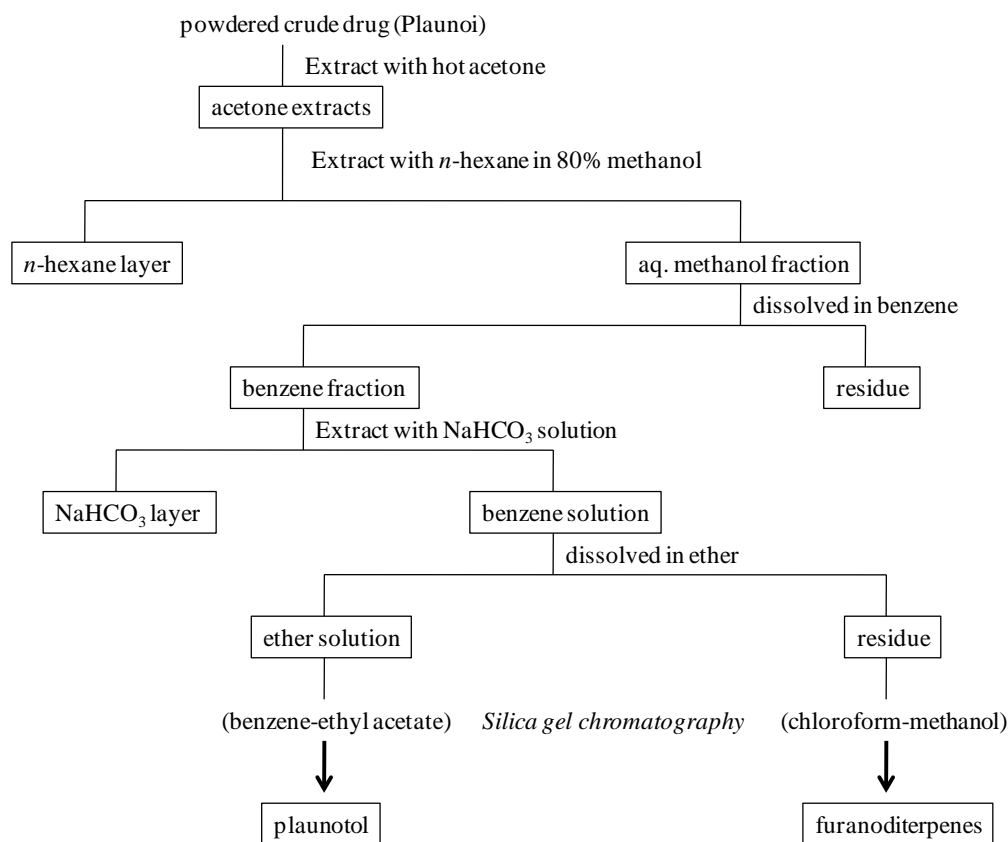 powdered crude drug (Plaunoi)
Extract with hot acetone
acetone extracts
Extract with n-hexane in 80% methanol
n-hexane layer
aq. methanol fraction
dissolved in benzene
benzene fraction
residue
Extract with NaHCO₃ solution
NaHCO₃ layer
benzene solution
dissolved in ether
ether solution
residue
(benzene-ethyl acetate)
Silica gel chromatography
(chloroform-methanol)
plaunotol
furanoditerpenes